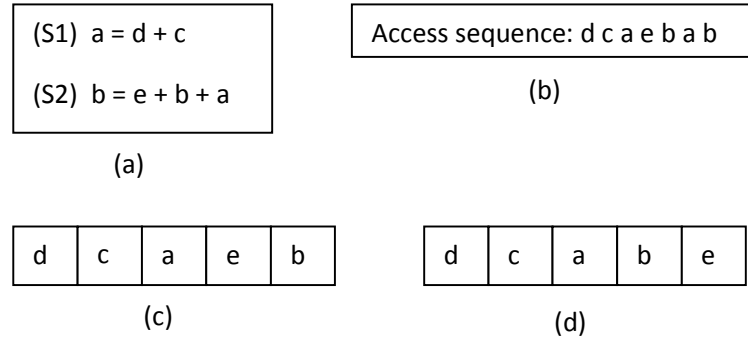 (S1) a = d + c
(S2) b = e + b + a
(a)
Access sequence: d c a e b a b
(b)
d c a e b
(c)
d c a b e
(d)